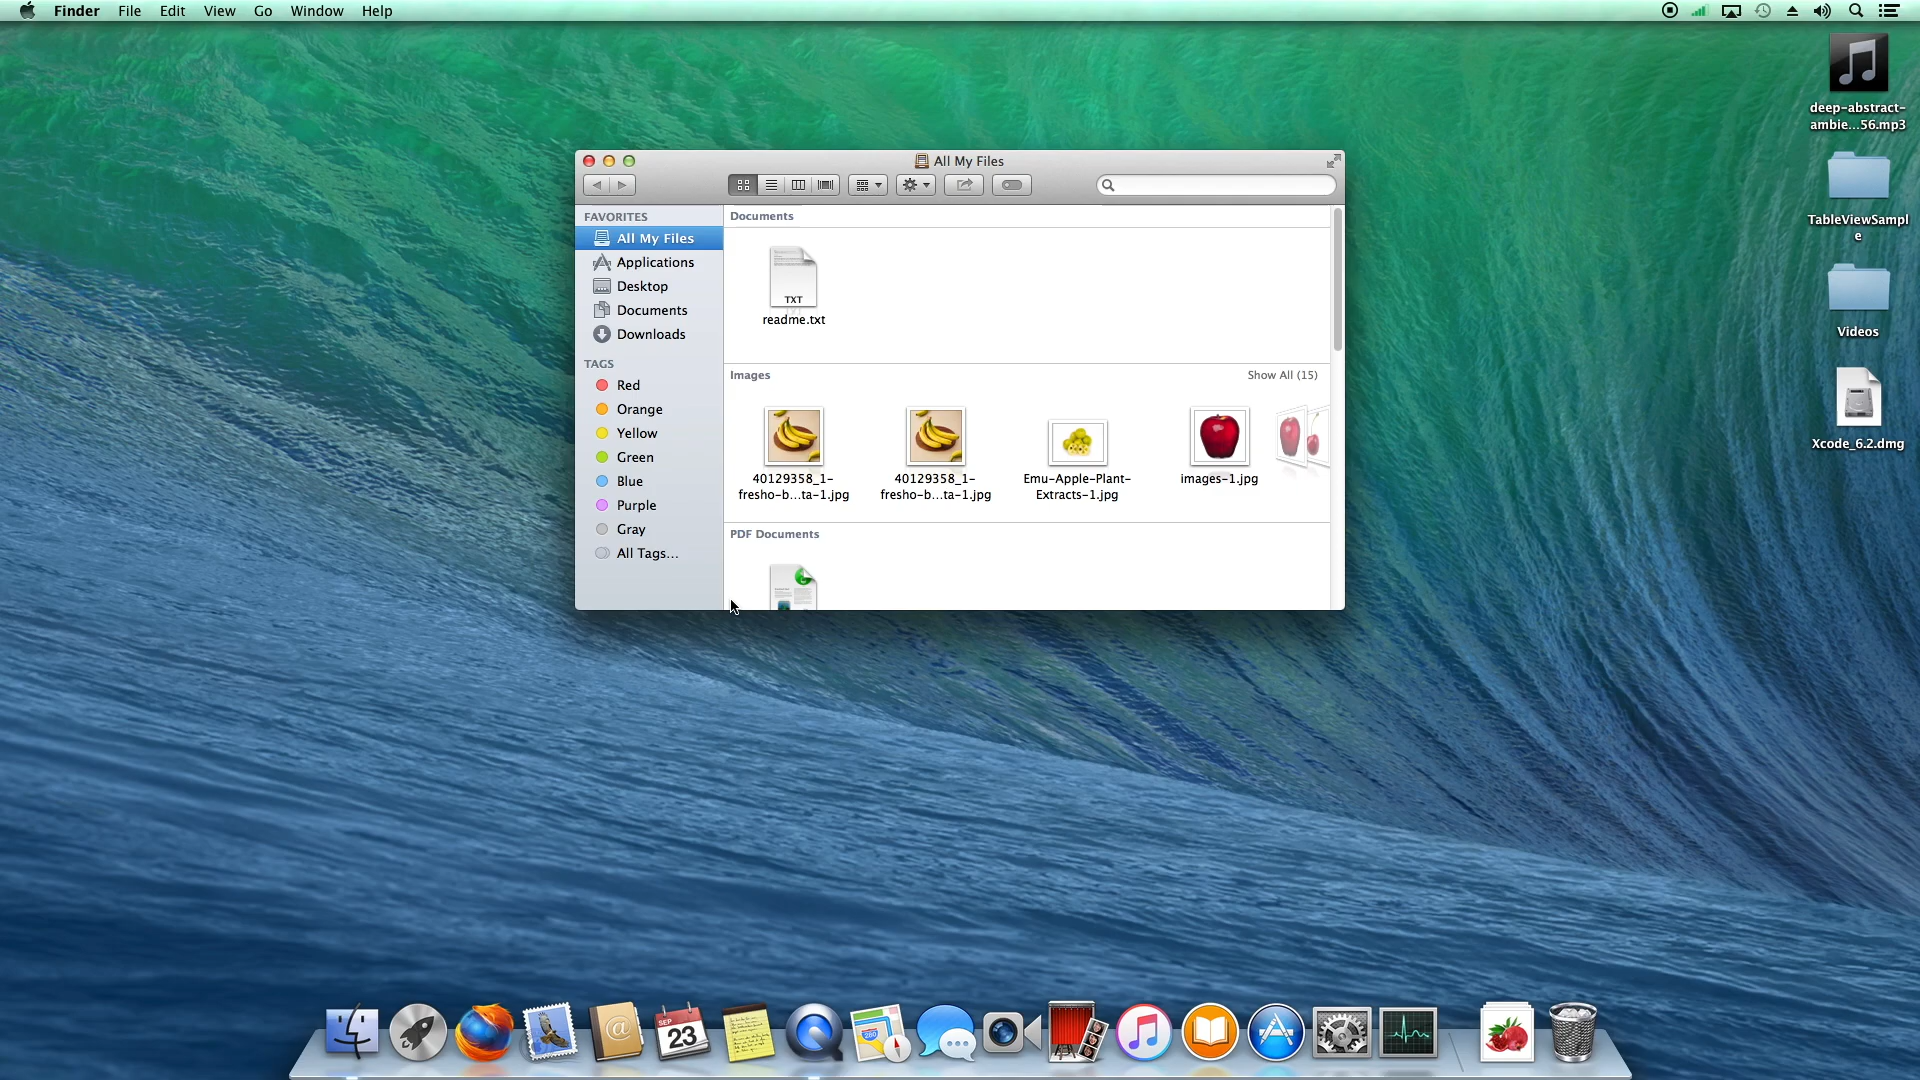 Finder File Edit View Go Window Help
deep-abstract-
ambie...56.mp3
TableViewSampl
e
Videos
Xcode_6.2.dmg
All My Files
FAVORITES
All My Files
Applications
Desktop
Documents
Downloads
TAGS
Red
Orange
Yellow
Green
Blue
Purple
Gray
All Tags...
Documents
TXT
readme.txt
Images
Show All (15)
40129358_1-
fresho-b...ta-1.jpg
40129358_1-
fresho-b...ta-1.jpg
Emu-Apple-Plant-
Extracts-1.jpg
images-1.jpg
PDF Documents
SEP
23
280